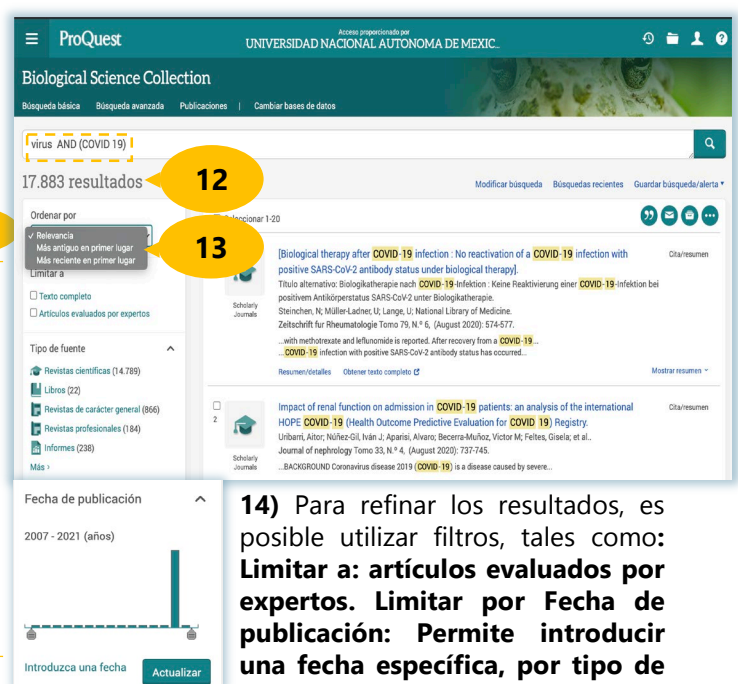 ProQuest
Acceso proporcionado por
UNIVERSIDAD NACIONAL AUTONOMA DE MEXIC...
Biological Science Collection
Búsqueda básica Búsqueda avanzada Publicaciones | Cambiar bases de datos
virus AND (COVID 19)
17.883 resultados
12
Modificar búsqueda Búsquedas recientes Guardar búsqueda/alerta
Ordenar por
Seleccionar 1-20
✓ Relevancia
Más antiguo en primer lugar
Más reciente en primer lugar
13
Limitar a
Texto completo
Artículos evaluados por expertos
Tipo de fuente
Revistas científicas (14.789)
Libros (22)
Revistas de carácter general (866)
Revistas profesionales (184)
Informes (238)
Más ›
[Biological therapy after COVID-19 infection : No reactivation of a COVID-19 infection with
positive SARS-CoV-2 antibody status under biological therapy].
Cita/resumen
Título alternativo: Biologikatherapie nach COVID-19-Infektion : Keine Reaktivierung einer COVID-19-Infektion bei
positivem Antikörperstatus SARS-CoV-2 unter Biologikatherapie.
Steinchen, N; Müller-Ladner, U; Lange, U; National Library of Medicine.
Zeitschrift fur Rheumatologie Tomo 79, N.º 6, (August 2020): 574-577.
...with methotrexate and leflunomide is reported. After recovery from a COVID-19...
...COVID-19 infection with positive SARS-CoV-2 antibody status has occurred...
Scholarly
Journals
Resumen/detalles Obtener texto completo Mostrar resumen
2
Impact of renal function on admission in COVID-19 patients: an analysis of the international
HOPE COVID-19 (Health Outcome Predictive Evaluation for COVID 19) Registry.
Cita/resumen
Uribarri, Aitor; Núñez-Gil, Iván J; Aparisi, Alvaro; Becerra-Muñoz, Victor M; Feltes, Gisela; et al..
Journal of nephrology Tomo 33, N.º 4, (August 2020): 737-745.
...BACKGROUND Coronavirus disease 2019 (COVID-19) is a disease caused by severe...
Scholarly
Journals
Fecha de publicación
2007 - 2021 (años)
Introduzca una fecha Actualizar
14) Para refinar los resultados, es
posible utilizar filtros, tales como:
Limitar a: artículos evaluados por
expertos. Limitar por Fecha de
publicación: Permite introducir
una fecha específica, por tipo de